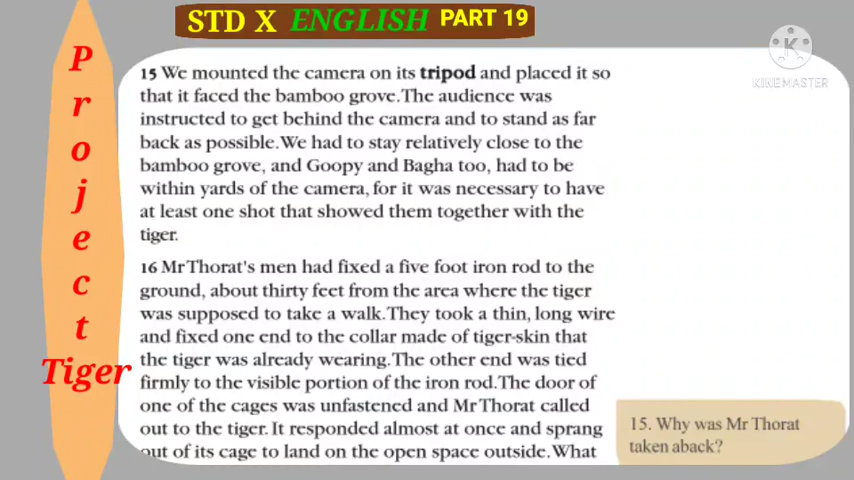 STD X ENGLISH PART 19
Project
Tiger
KINEMASTER
15 We mounted the camera on its tripod and placed it so
that it faced the bamboo grove. The audience was
instructed to get behind the camera and to stand as far
back as possible. We had to stay relatively close to the
bamboo grove, and Goopy and Bagha too, had to be
within yards of the camera, for it was necessary to have
at least one shot that showed them together with the
tiger.
16 Mr Thorat's men had fixed a five foot iron rod to the
ground, about thirty feet from the area where the tiger
was supposed to take a walk. They took a thin, long wire
and fixed one end to the collar made of tiger-skin that
the tiger was already wearing. The other end was tied
firmly to the visible portion of the iron rod. The door of
one of the cages was unfastened and Mr Thorat called
out to the tiger. It responded almost at once and sprang
out of its cage to land on the open space outside. What
15. Why was Mr Thorat
taken aback?